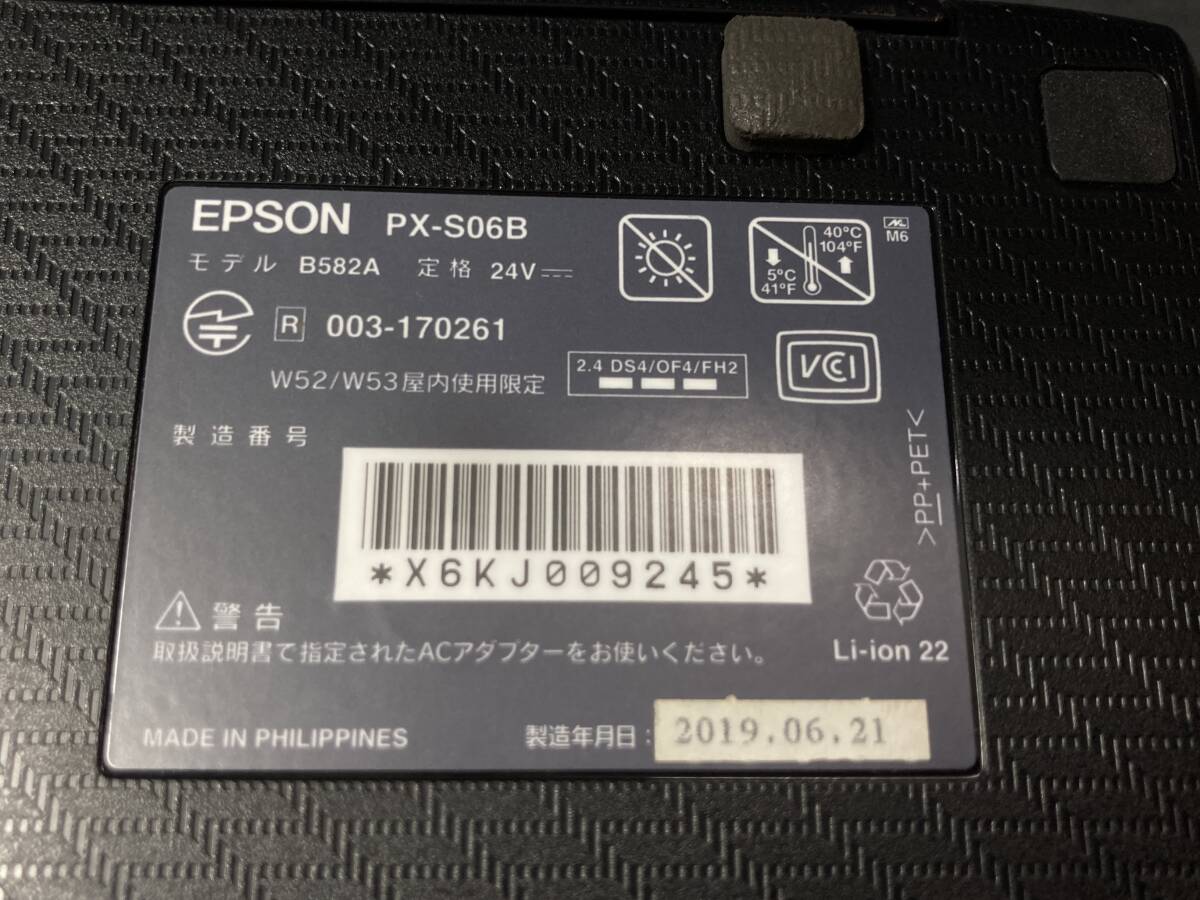 EPSON PX-S06B
モデル B582A 定格 24V
40°C
104°F
5°C
41°F
M6
R 003-170261
W52/W53屋内使用限定
2.4 DS4/OF4/FH2
VCI
製造番号
*X6KJ009245*
>PP+PET<
警告
取扱説明書で指定されたACアダプターをお使いください。
Li-ion 22
MADE IN PHILIPPINES
製造年月日：2019.06.21